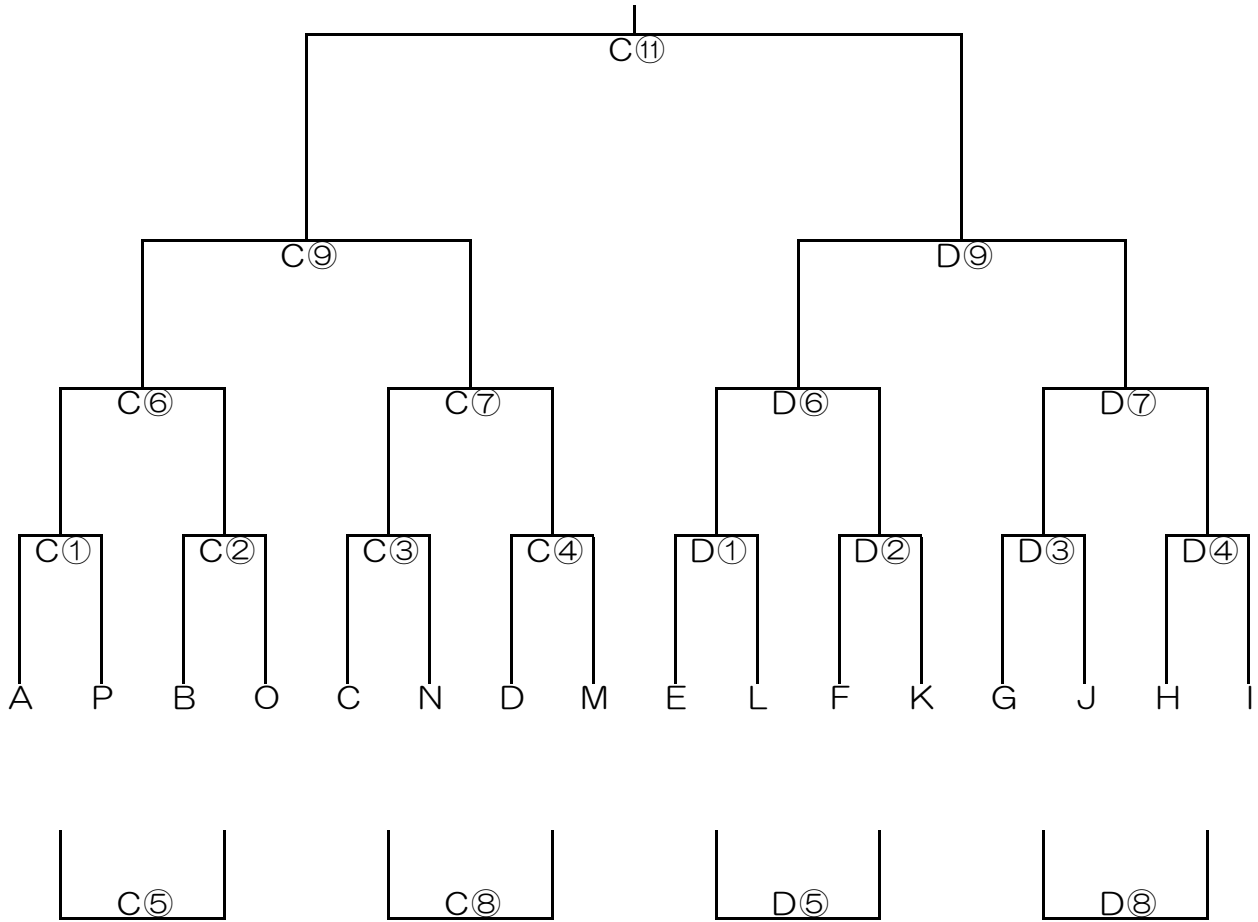 C⑪
C⑨ D⑨
C⑥ C⑦ D⑥ D⑦
C① C② C③ C④ D① D② D③ D④
A P B O C N D M E L F K G J H I
C⑤ C⑧ D⑤ D⑧